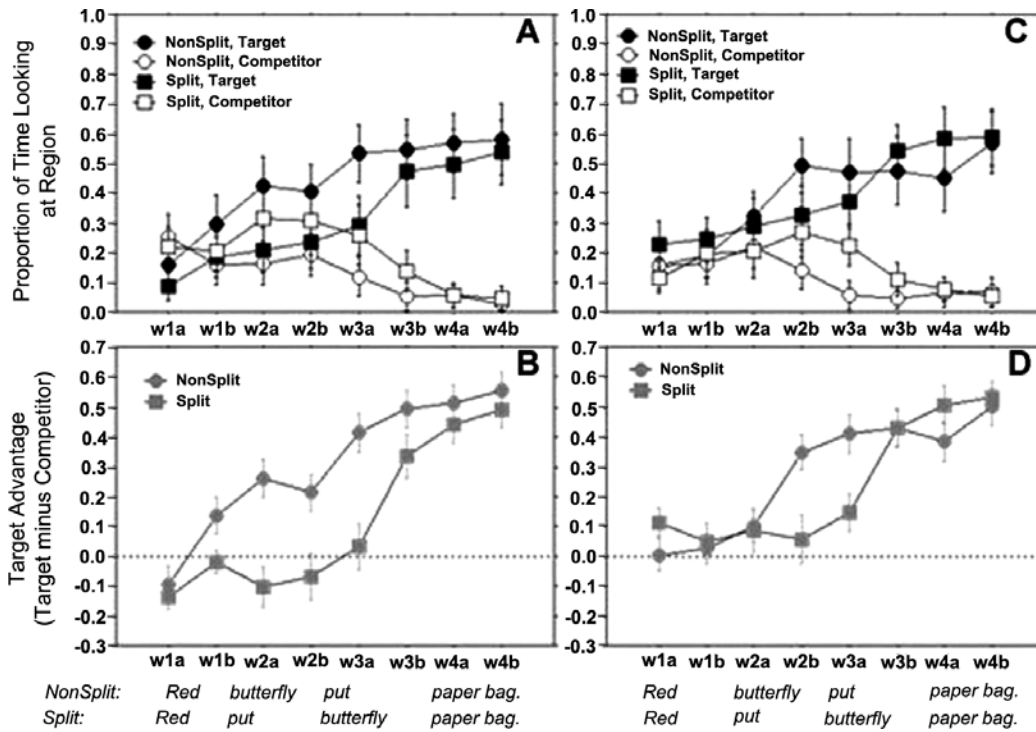 A
NonSplit, Target
NonSplit, Competitor
Split, Target
Split, Competitor
Proportion of Time Looking
at Region
1.0
0.9
0.8
0.7
0.6
0.5
0.4
0.3
0.2
0.1
0.0
w1a w1b w2a w2b w3a w3b w4a w4b
C
NonSplit, Target
NonSplit, Competitor
Split, Target
Split, Competitor
1.0
0.9
0.8
0.7
0.6
0.5
0.4
0.3
0.2
0.1
0.0
w1a w1b w2a w2b w3a w3b w4a w4b
B
NonSplit
Split
Target Advantage
(Target minus Competitor)
0.7
0.6
0.5
0.4
0.3
0.2
0.1
0.0
-0.1
-0.2
-0.3
w1a w1b w2a w2b w3a w3b w4a w4b
D
NonSplit
Split
0.7
0.6
0.5
0.4
0.3
0.2
0.1
0.0
-0.1
-0.2
-0.3
w1a w1b w2a w2b w3a w3b w4a w4b
NonSplit: Red butterfly put paper bag. Red butterfly put paper bag.
Split: Red put butterfly paper bag. Red put butterfly paper bag.